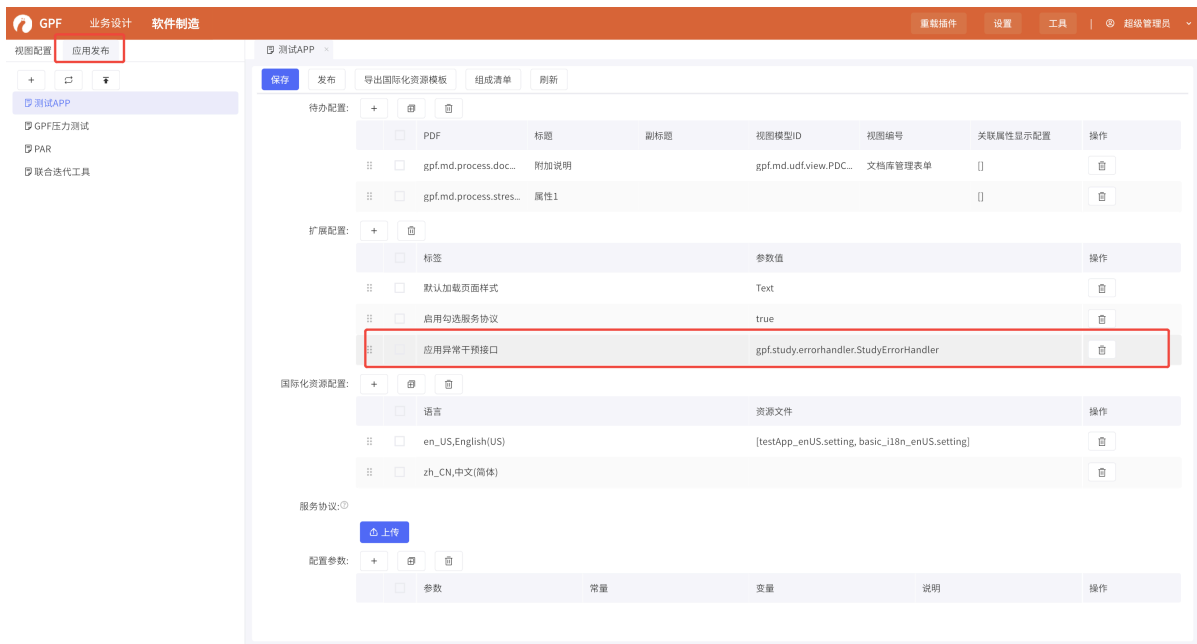 GPF 业务设计 软件制造 重载插件 设置 工具 | 超级管理员
视图配置 应用发布 测试APP ×
保存 发布 导出国际化资源模板 组成清单 刷新
测试APP
GPF压力测试
PAR
联合迭代工具
待办配置: +
PDF 标题 副标题 视图模型ID 视图编号 关联属性显示配置 操作
gpf.md.process.doc... 附加说明 gpf.md.udf.view.PDC... 文档库管理表单 []
gpf.md.process.stres... 属性1 []
扩展配置: +
标签 参数值 操作
默认加载页面样式 Text
启用勾选服务协议 true
应用异常干预接口 gpf.study.errorhandler.StudyErrorHandler
国际化资源配置: +
语言 资源文件 操作
en_US,English(US) [testApp_enUS.setting, basic_i18n_enUS.setting]
zh_CN,中文(简体)
服务协议:
上传
配置参数: +
参数 常量 变量 说明 操作